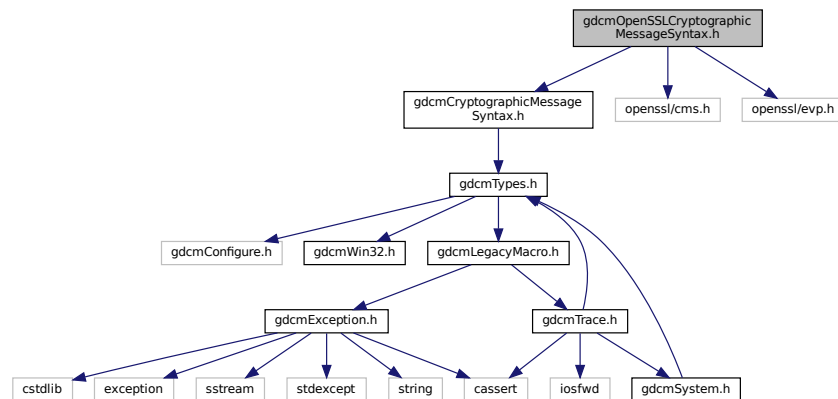 gdcmOpenSSLCryptographic
MessageSyntax.h
gdcmCryptographicMessage
Syntax.h
openssl/cms.h
openssl/evp.h
gdcmTypes.h
gdcmConfigure.h
gdcmWin32.h
gdcmLegacyMacro.h
gdcmException.h
gdcmTrace.h
cstdlib
exception
sstream
stdexcept
string
cassert
iosfwd
gdcmSystem.h